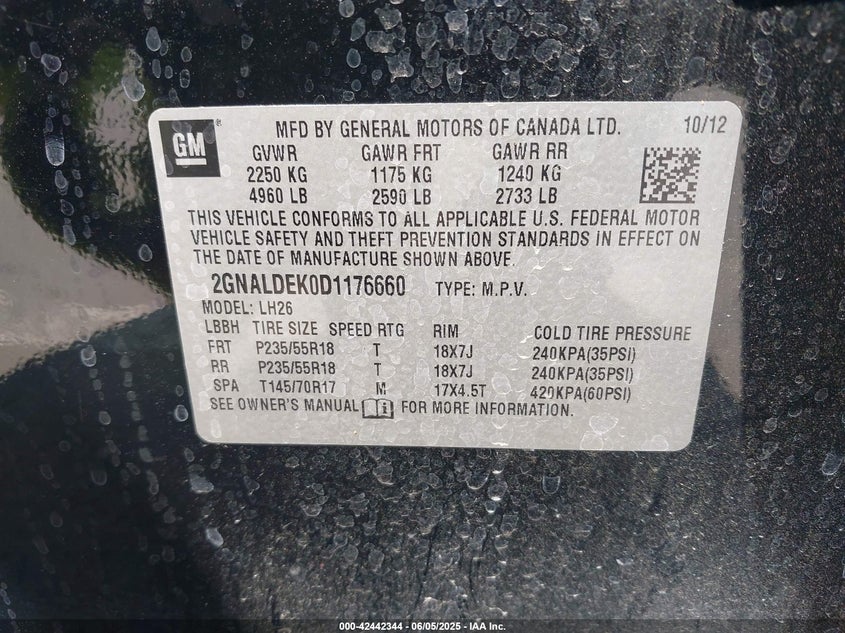 GM ®
MFD BY GENERAL MOTORS OF CANADA LTD. 10/12
GVWR GAWR FRT GAWR RR
2250 KG 1175 KG 1240 KG
4960 LB 2590 LB 2733 LB
THIS VEHICLE CONFORMS TO ALL APPLICABLE U.S. FEDERAL MOTOR
VEHICLE SAFETY AND THEFT PREVENTION STANDARDS IN EFFECT ON
THE DATE OF MANUFACTURE SHOWN ABOVE.
2GNALDEK0D1176660 TYPE: M.P.V.
MODEL: LH26
LBBH TIRE SIZE SPEED RTG RIM COLD TIRE PRESSURE
FRT P235/55R18 T 18X7J 240KPA(35PSI)
RR P235/55R18 T 18X7J 240KPA(35PSI)
SPA T145/70R17 M 17X4.5T 420KPA(60PSI)
SEE OWNER'S MANUAL FOR MORE INFORMATION.
000-42442344 | 06/05/2025 - IAA Inc.